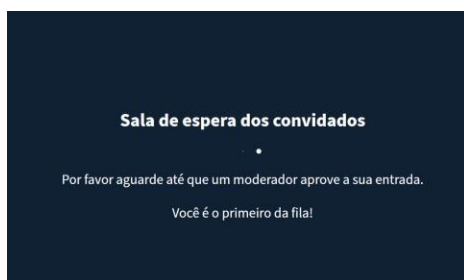 Sala de espera dos convidados
Por favor aguarde até que um moderador aprove a sua entrada.
Você é o primeiro da fila!